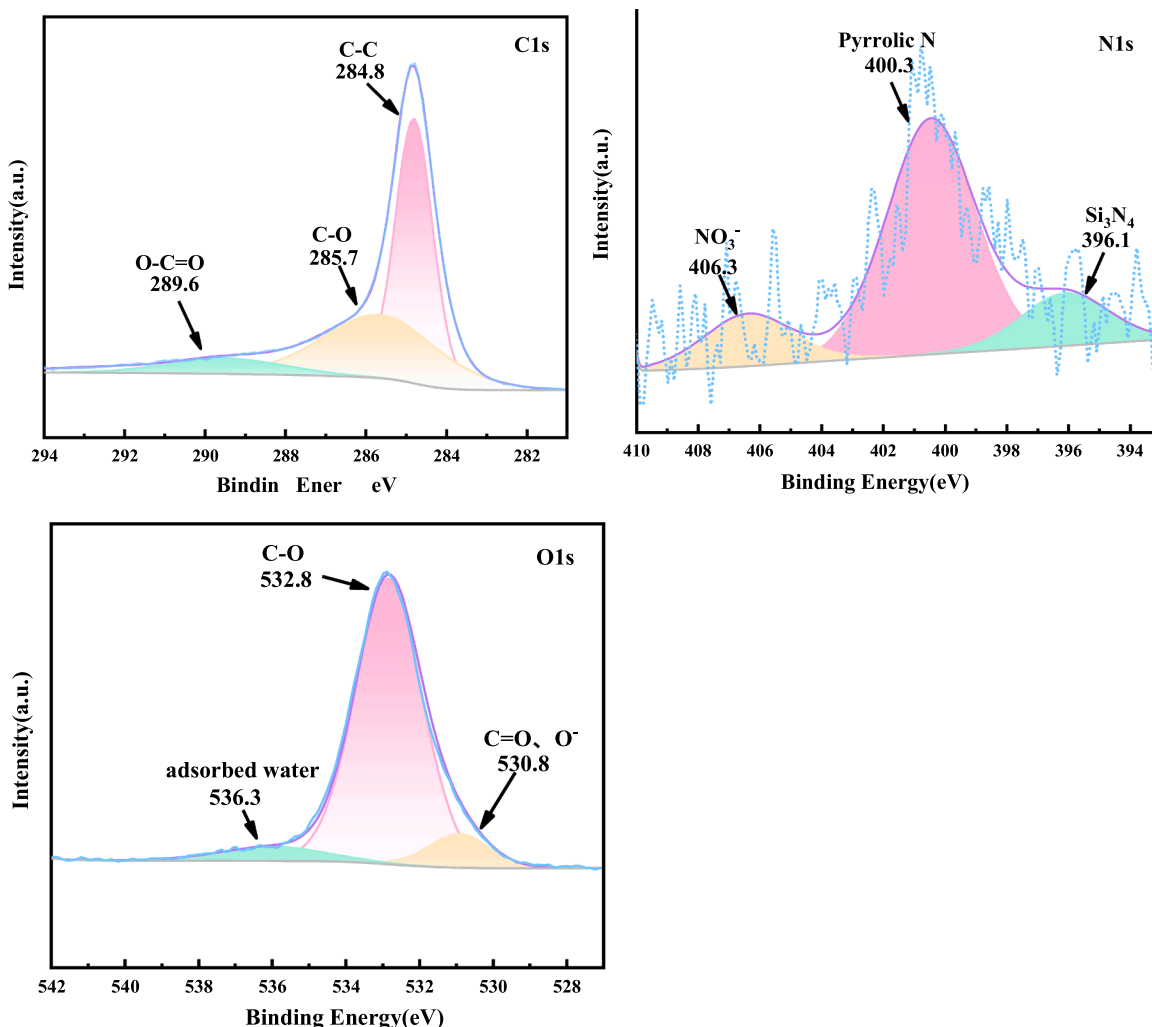 C1s
C-C
284.8
C-O
285.7
O-C=O
289.6
Intensity(a.u.)
294 292 290 288 286 284 282
Bindin Ener eV
N1s
Pyrrolic N
400.3
NO₃⁻
406.3
Si₃N₄
396.1
Intensity(a.u.)
410 408 406 404 402 400 398 396 394
Binding Energy(eV)
O1s
C-O
532.8
C=O、O⁻
530.8
adsorbed water
536.3
Intensity(a.u.)
542 540 538 536 534 532 530 528
Binding Energy(eV)